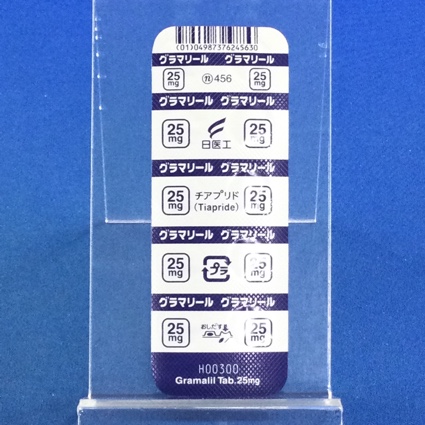 (01)04987376245630
グラマリール グラマリール
25 mg ⓝ456 25 mg
グラマリール グラマリール
25 mg 日医工 25 mg
グラマリール グラマリール
25 mg チアプリド 25 mg
(Tiapride)
グラマリール グラマリール
25 mg プラ 25 mg
グラマリール グラマリール
25 mg おしだす 25 mg
H00300
Gramalil Tab.25mg